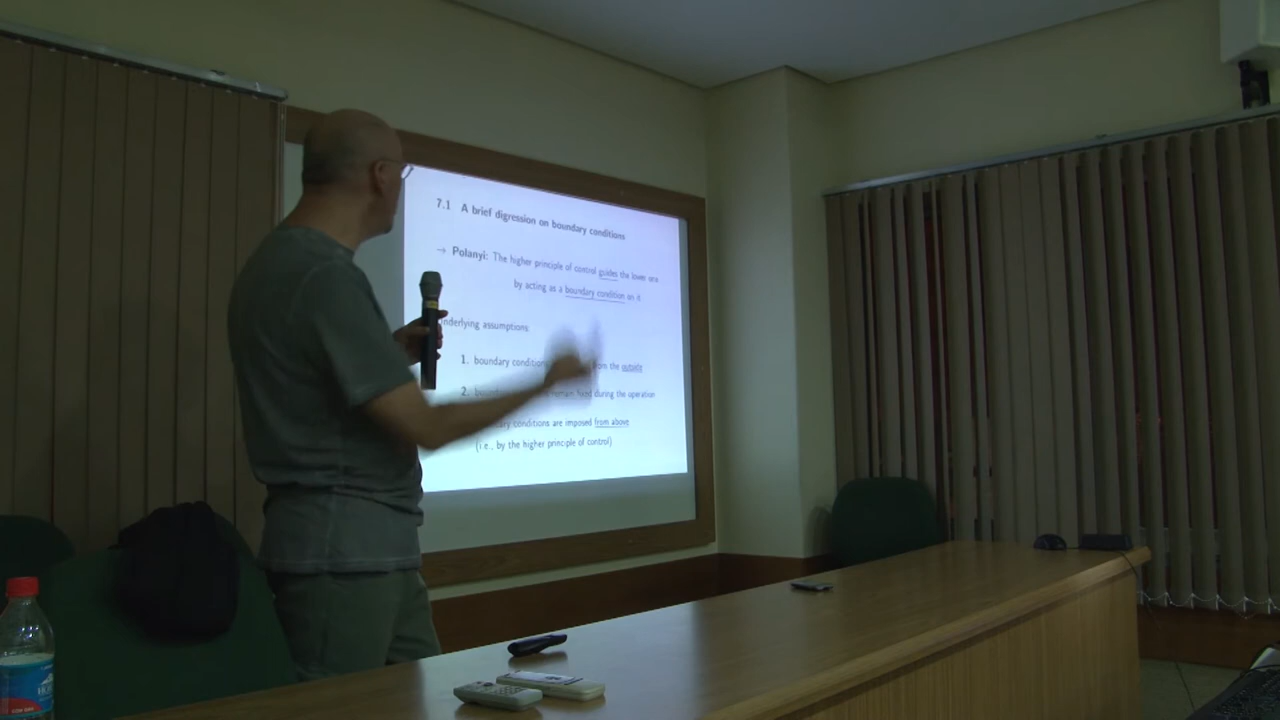 7.1 A brief digression on boundary conditions
→ Polanyi: The higher principle of control guides the lower one
by acting as a boundary condition on it
nderlying assumptions:
1. boundary condition from the outside
2. remain fixed during the operation
ary conditions are imposed from above
(i.e., by the higher principle of control)